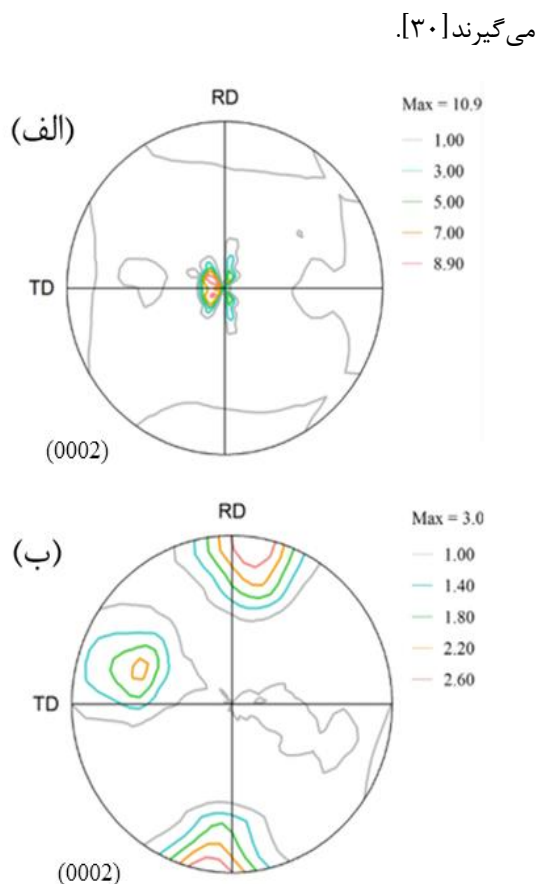 می‌گیرند[۳۰].
(الف)
RD
Max = 10.9
1.00
3.00
5.00
7.00
8.90
TD
(0002)
(ب)
RD
Max = 3.0
1.00
1.40
1.80
2.20
2.60
TD
(0002)